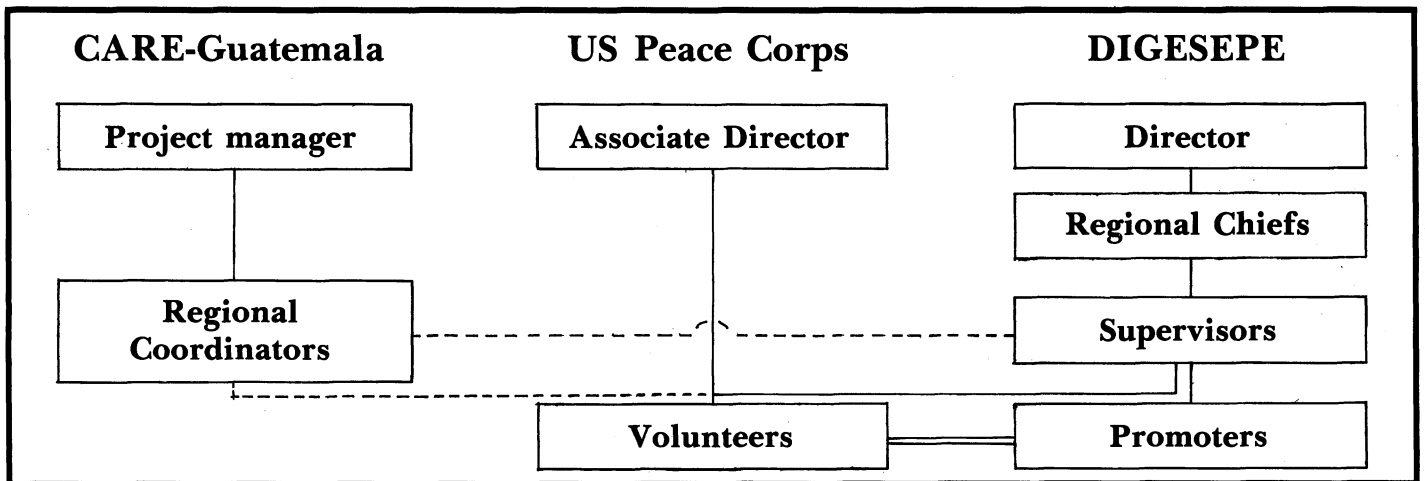 CARE-Guatemala
US Peace Corps
DIGESEPE
Project manager
Associate Director
Director
Regional Chiefs
Regional
Coordinators
Supervisors
Volunteers
Promoters